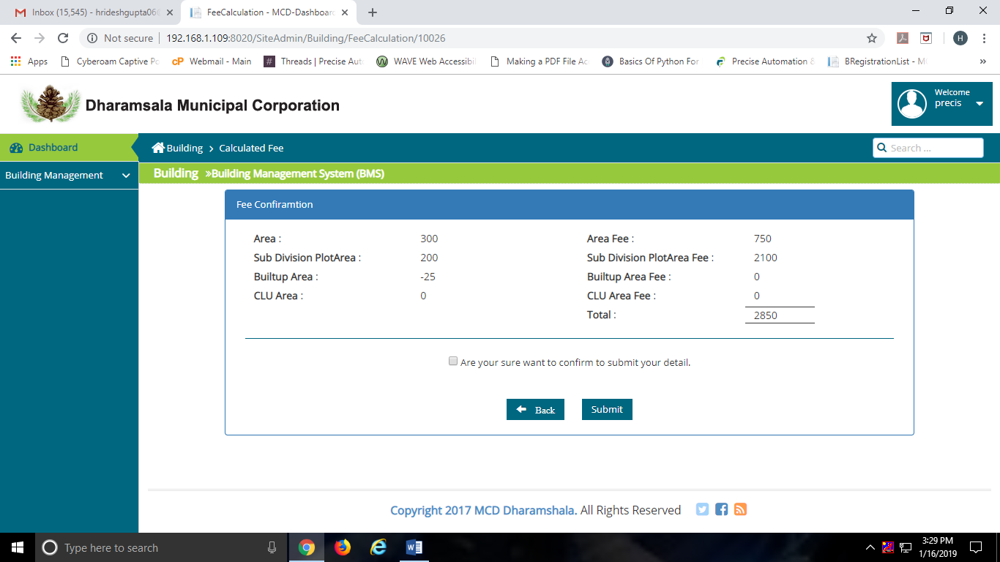 Inbox (15,545) - hrideshgupta06
FeeCalculation - MCD-Dashboard
Not secure | 192.168.1.109:8020/SiteAdmin/Building/FeeCalculation/10026
H
Apps Cyberoam Captive Po cP Webmail - Main # Threads | Precise Auto WAVE Web Accessibil Making a PDF File Ac Basics Of Python For Precise Automation & BRegistrationList - M »
Dharamsala Municipal Corporation
Welcome
precis
Dashboard
Building > Calculated Fee
Search ...
Building Management
Building »Building Management System (BMS)
Fee Confiramtion
Area : 300 Area Fee : 750
Sub Division PlotArea : 200 Sub Division PlotArea Fee : 2100
Builtup Area : -25 Builtup Area Fee : 0
CLU Area : 0 CLU Area Fee : 0
Total : 2850
Are your sure want to confirm to submit your detail.
Back Submit
Copyright 2017 MCD Dharamshala. All Rights Reserved
Type here to search
3:29 PM
1/16/2019